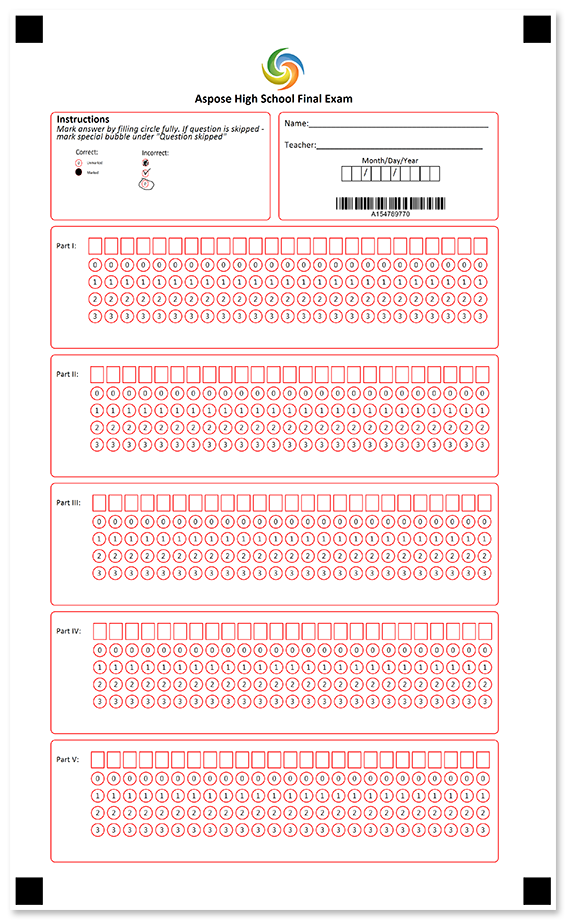 Aspose High School Final Exam
Instructions
Mark answer by filling circle fully. If question is skipped -
mark special bubble under "Question skipped"
Correct:
Incorrect:
Unmarked
Marked
Name:
Teacher:
Month/Day/Year
/ /
A154769770
Part I:
0 0 0 0 0 0 0 0 0 0 0 0 0 0 0 0 0 0 0 0 0 0 0 0 0
1 1 1 1 1 1 1 1 1 1 1 1 1 1 1 1 1 1 1 1 1 1 1 1 1
2 2 2 2 2 2 2 2 2 2 2 2 2 2 2 2 2 2 2 2 2 2 2 2 2
3 3 3 3 3 3 3 3 3 3 3 3 3 3 3 3 3 3 3 3 3 3 3 3 3
Part II:
0 0 0 0 0 0 0 0 0 0 0 0 0 0 0 0 0 0 0 0 0 0 0 0 0
1 1 1 1 1 1 1 1 1 1 1 1 1 1 1 1 1 1 1 1 1 1 1 1 1
2 2 2 2 2 2 2 2 2 2 2 2 2 2 2 2 2 2 2 2 2 2 2 2 2
3 3 3 3 3 3 3 3 3 3 3 3 3 3 3 3 3 3 3 3 3 3 3 3 3
Part III:
0 0 0 0 0 0 0 0 0 0 0 0 0 0 0 0 0 0 0 0 0 0 0 0 0
1 1 1 1 1 1 1 1 1 1 1 1 1 1 1 1 1 1 1 1 1 1 1 1 1
2 2 2 2 2 2 2 2 2 2 2 2 2 2 2 2 2 2 2 2 2 2 2 2 2
3 3 3 3 3 3 3 3 3 3 3 3 3 3 3 3 3 3 3 3 3 3 3 3 3
Part IV:
0 0 0 0 0 0 0 0 0 0 0 0 0 0 0 0 0 0 0 0 0 0 0 0 0
1 1 1 1 1 1 1 1 1 1 1 1 1 1 1 1 1 1 1 1 1 1 1 1 1
2 2 2 2 2 2 2 2 2 2 2 2 2 2 2 2 2 2 2 2 2 2 2 2 2
3 3 3 3 3 3 3 3 3 3 3 3 3 3 3 3 3 3 3 3 3 3 3 3 3
Part V:
0 0 0 0 0 0 0 0 0 0 0 0 0 0 0 0 0 0 0 0 0 0 0 0 0
1 1 1 1 1 1 1 1 1 1 1 1 1 1 1 1 1 1 1 1 1 1 1 1 1
2 2 2 2 2 2 2 2 2 2 2 2 2 2 2 2 2 2 2 2 2 2 2 2 2
3 3 3 3 3 3 3 3 3 3 3 3 3 3 3 3 3 3 3 3 3 3 3 3 3